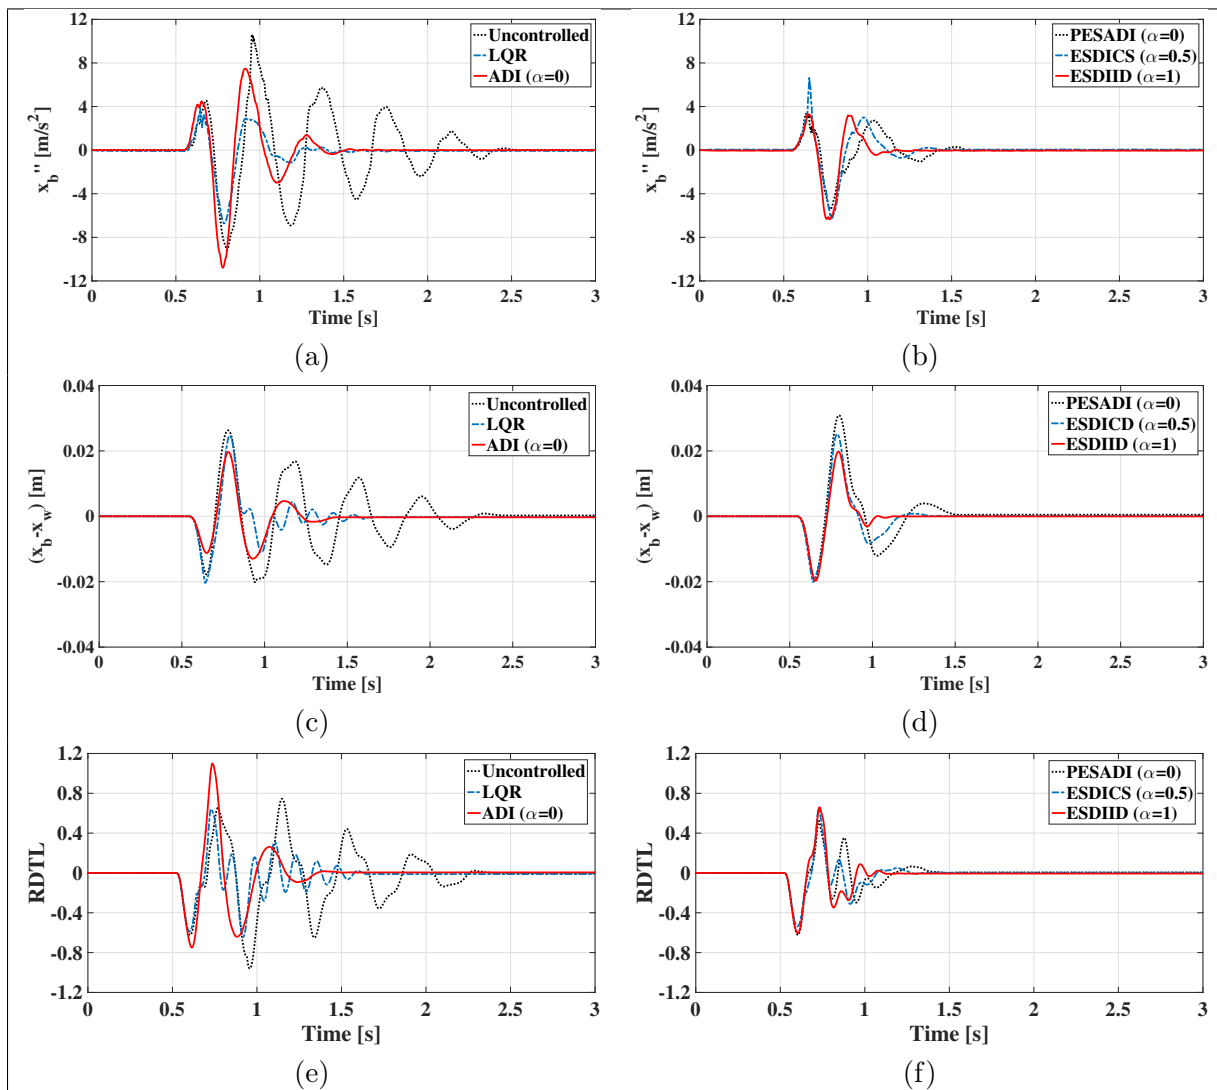 12
8
4
0
-4
-8
-12
x_b'' [m/s²]
Uncontrolled
LQR
ADI (α=0)
0 0.5 1 1.5 2 2.5 3
Time [s]
(a)
12
8
4
0
-4
-8
-12
x_b'' [m/s²]
PESADI (α=0)
ESDICS (α=0.5)
ESDIID (α=1)
0 0.5 1 1.5 2 2.5 3
Time [s]
(b)
0.04
0.02
0
-0.02
-0.04
(x_b-x_w) [m]
Uncontrolled
LQR
ADI (α=0)
0 0.5 1 1.5 2 2.5 3
Time [s]
(c)
0.04
0.02
0
-0.02
-0.04
(x_b-x_w) [m]
PESADI (α=0)
ESDICD (α=0.5)
ESDIID (α=1)
0 0.5 1 1.5 2 2.5 3
Time [s]
(d)
1.2
0.8
0.4
0
-0.4
-0.8
-1.2
RDTL
Uncontrolled
LQR
ADI (α=0)
0 0.5 1 1.5 2 2.5 3
Time [s]
(e)
1.2
0.8
0.4
0
-0.4
-0.8
-1.2
RDTL
PESADI (α=0)
ESDICS (α=0.5)
ESDIID (α=1)
0 0.5 1 1.5 2 2.5 3
Time [s]
(f)